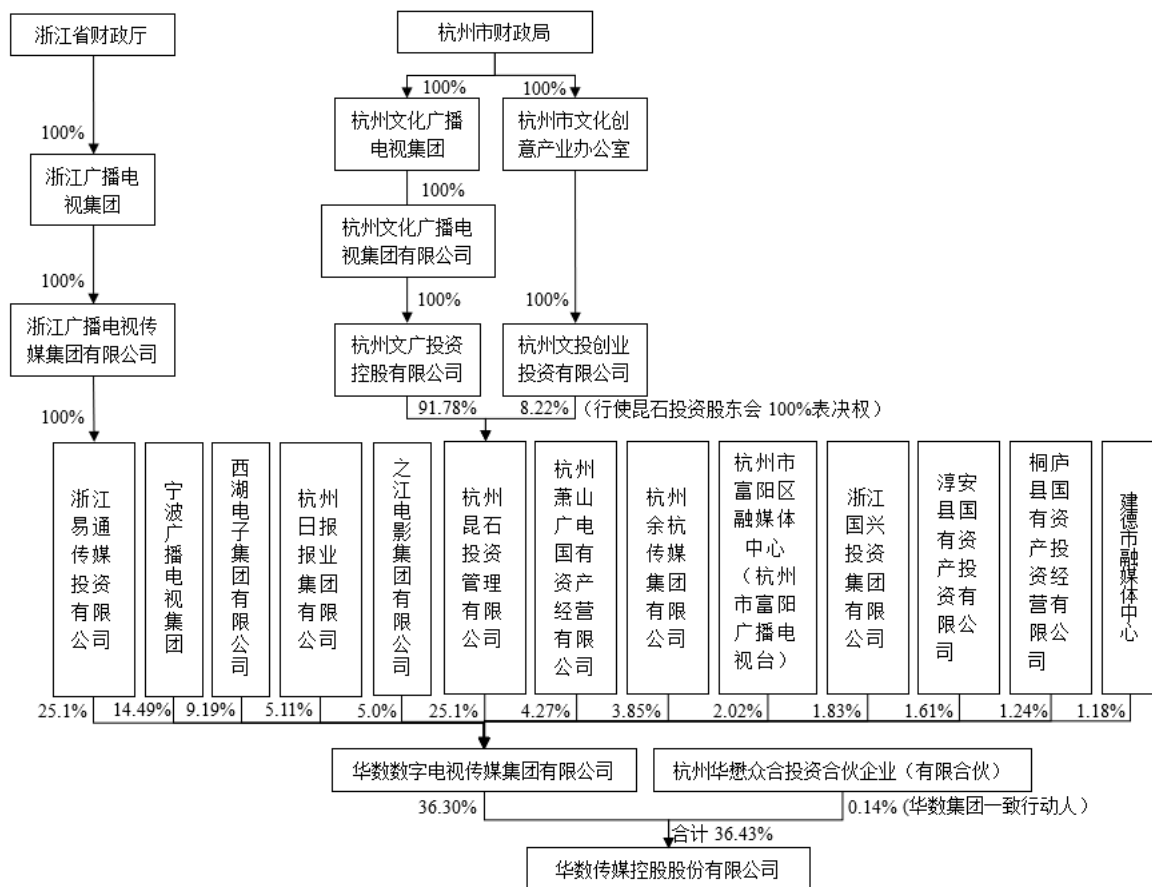 浙江省财政厅
杭州市财政局
100%
100%
杭州文化广播
电视集团
杭州市文化创
意产业办公室
100%
浙江广播电
视集团
100%
杭州文化广播电
视集团有限公司
100%
100%
100%
浙江广播电视传
媒集团有限公司
杭州文广投资
控股有限公司
杭州文投创业
投资有限公司
100%
91.78%
8.22%
（行使昆石投资股东会 100%表决权）
浙江
易通
传媒
投资
有限
公司
宁波广播电视集团
西湖电子集团有限公司
杭州
日报
报业
集团
有限
公司
之江电影集团有限公司
杭州
昆石
投资
管理
有限
公司
杭州
萧山
广电
国有
资产
经营
有限
公司
杭州
余杭
传媒
集团
有限
公司
杭州市
富阳区
融媒体
中心
（杭州
市富阳
广播电
视台）
浙江
国兴
投资
集团
有限
公司
淳安
县国
有资
产投
资有
限公
司
桐庐
县国
有资
产投
资经
营有
限公
司
建德市融媒体中心
25.1%
14.49%
9.19%
5.11%
5.0%
25.1%
4.27%
3.85%
2.02%
1.83%
1.61%
1.24%
1.18%
华数数字电视传媒集团有限公司
杭州华懋众合投资合伙企业（有限合伙）
36.30%
0.14% (华数集团一致行动人）
合计 36.43%
华数传媒控股股份有限公司